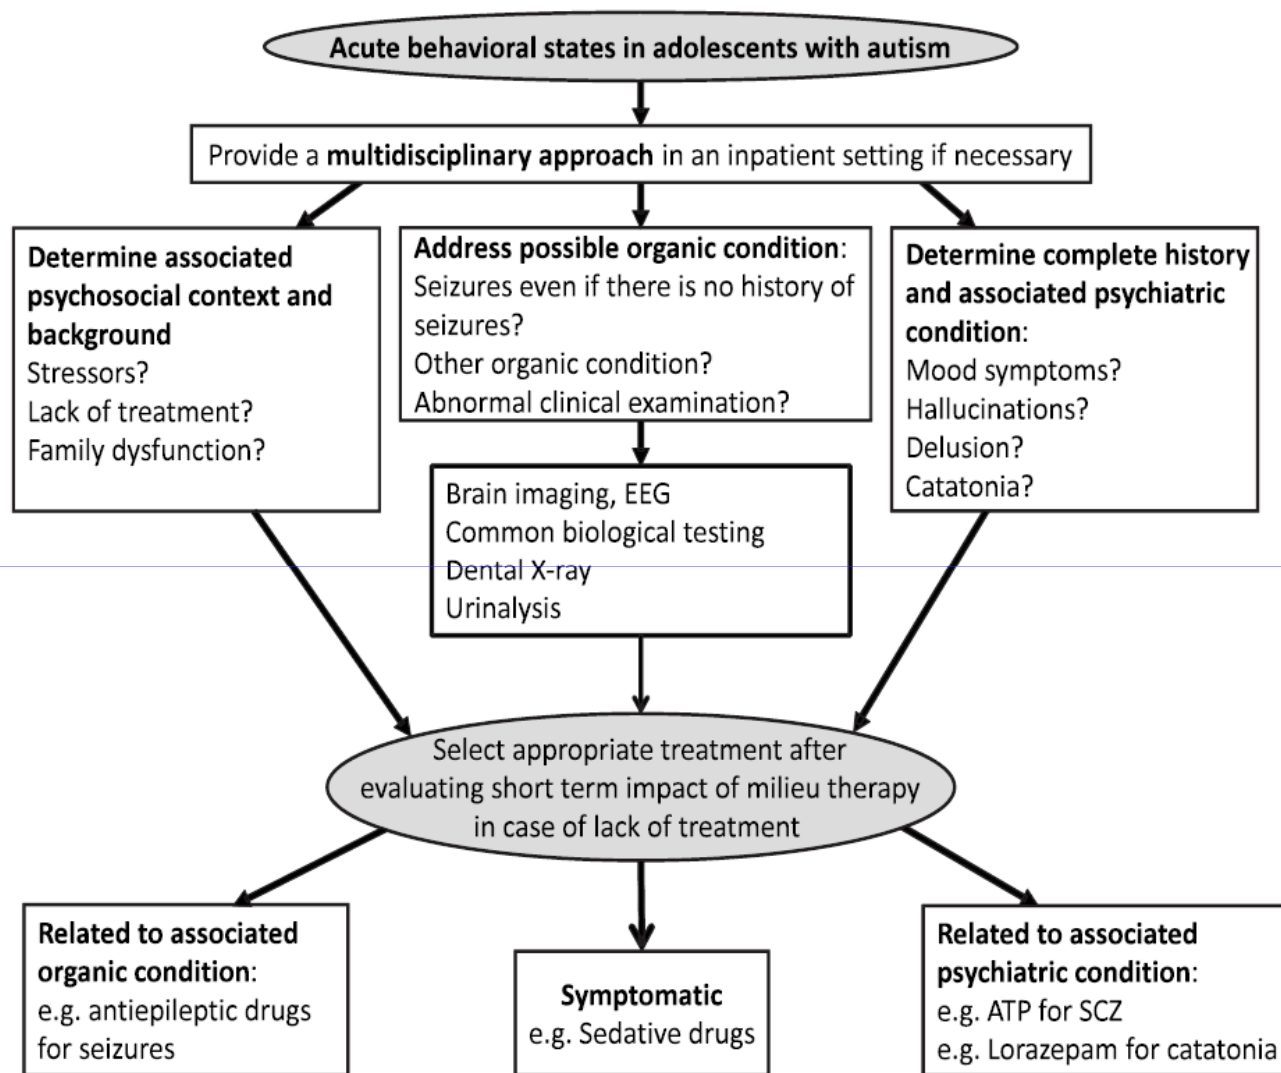 Acute behavioral states in adolescents with autism
Provide a multidisciplinary approach in an inpatient setting if necessary
Determine associated
psychosocial context and
background
Stressors?
Lack of treatment?
Family dysfunction?
Address possible organic condition:
Seizures even if there is no history of
seizures?
Other organic condition?
Abnormal clinical examination?
Determine complete history
and associated psychiatric
condition:
Mood symptoms?
Hallucinations?
Delusion?
Catatonia?
Brain imaging, EEG
Common biological testing
Dental X-ray
Urinalysis
Select appropriate treatment after
evaluating short term impact of milieu therapy
in case of lack of treatment
Related to associated
organic condition:
e.g. antiepileptic drugs
for seizures
Symptomatic
e.g. Sedative drugs
Related to associated
psychiatric condition:
e.g. ATP for SCZ
e.g. Lorazepam for catatonia